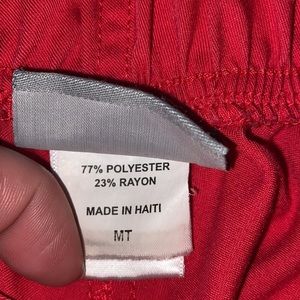 77% POLYESTER
23% RAYON
MADE IN HAITI
MT